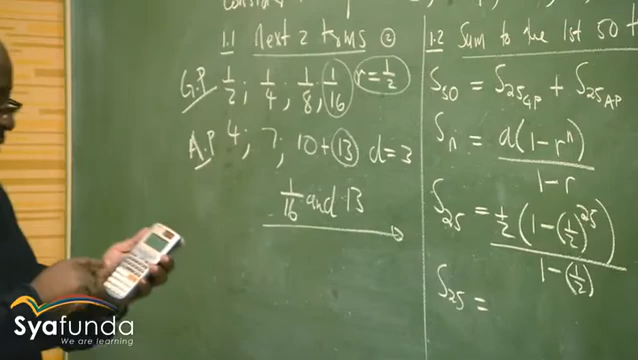 1.1 Next 2 terms ②
G.P 1/2 ; 1/4 ; 1/8 ; 1/16 r = 1/2
A.P 4 ; 7 ; 10 + 13 d = 3
1/16 and 13
1.2 Sum to the 1st 50
S50 = S25GP + S25AP
Sn = a(1 - r^n) / 1 - r
S25 = 1/2 (1 - (1/2)^25) / 1 - (1/2)
S25 =
Syafunda
We are learning